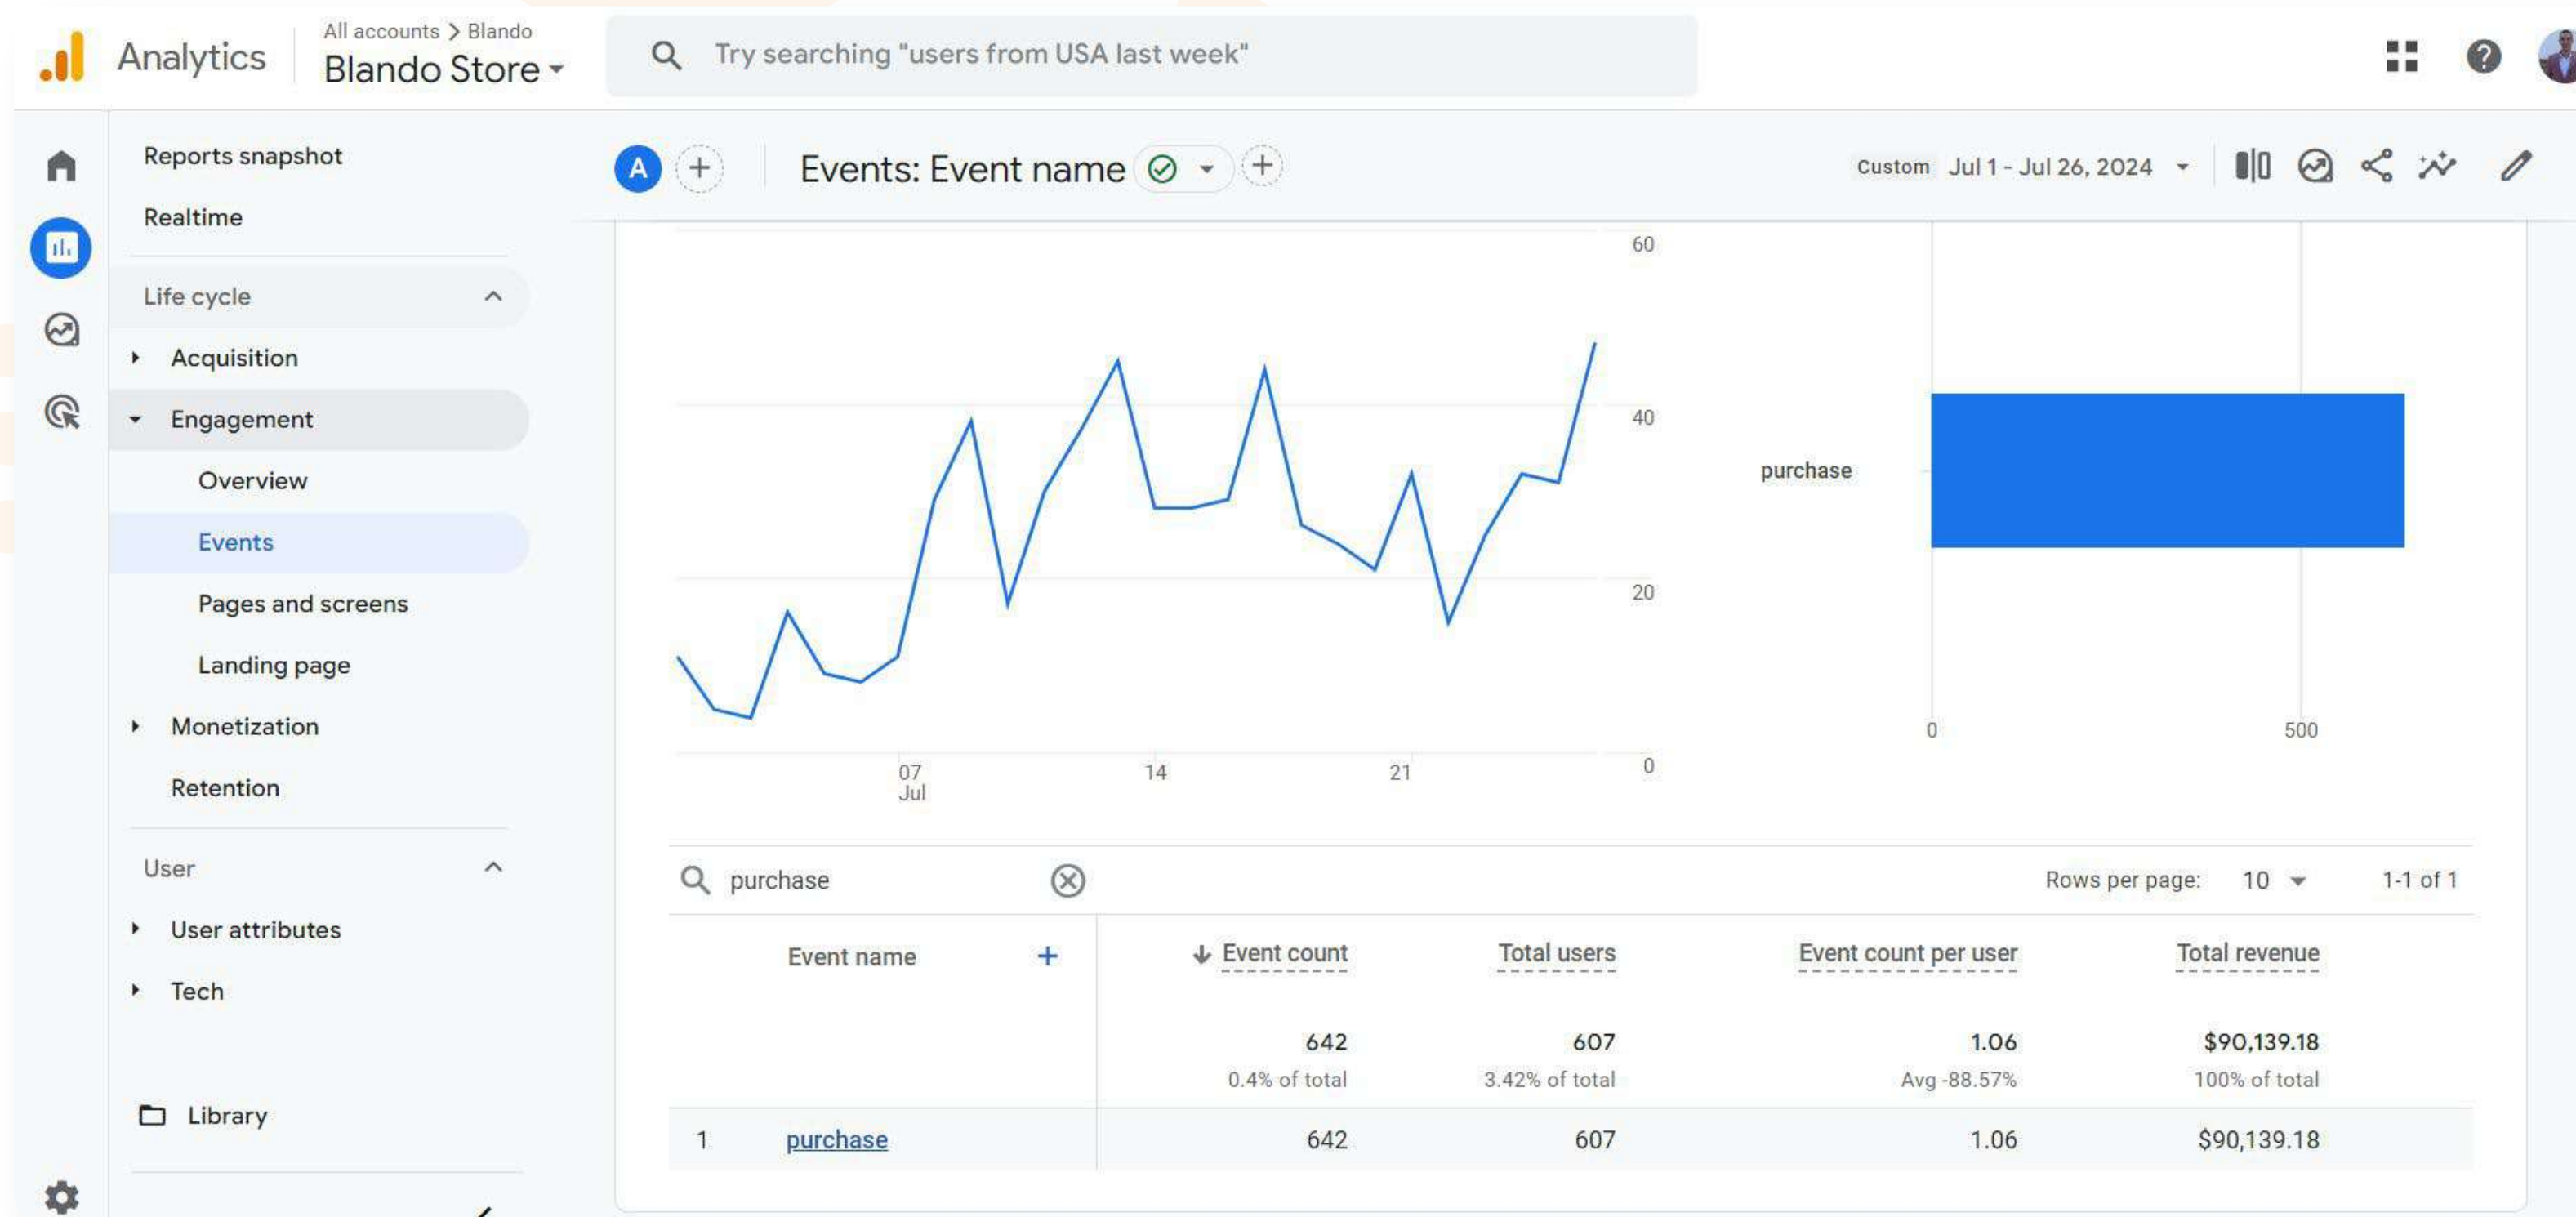 Analytics
All accounts > Blando
Blando Store
Try searching "users from USA last week"
Reports snapshot
Realtime
Life cycle
Acquisition
Engagement
Overview
Events
Pages and screens
Landing page
Monetization
Retention
User
User attributes
Tech
Library
A
Events: Event name
Custom Jul 1 - Jul 26, 2024
60
40
20
0
07
Jul
14
21
purchase
0
500
purchase
Rows per page: 10
1-1 of 1
Event name + Event count Total users Event count per user Total revenue
642 607 1.06 $90,139.18
0.4% of total 3.42% of total Avg -88.57% 100% of total
1 purchase 642 607 1.06 $90,139.18